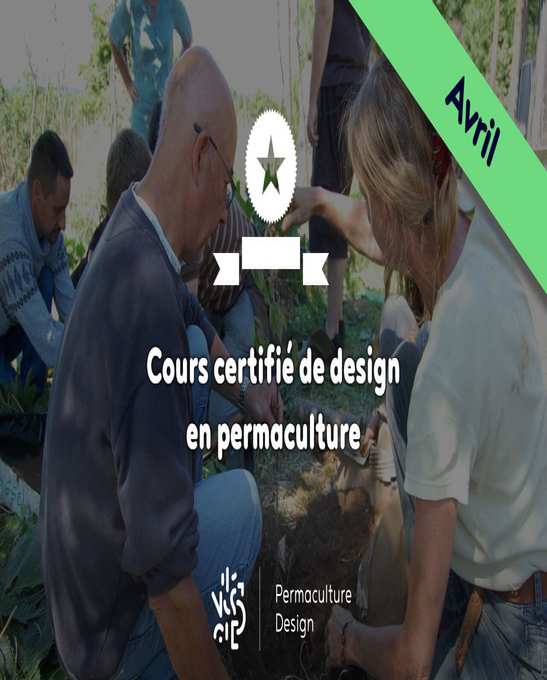 Avril
Cours certifié de design
en permaculture
Permaculture
Design